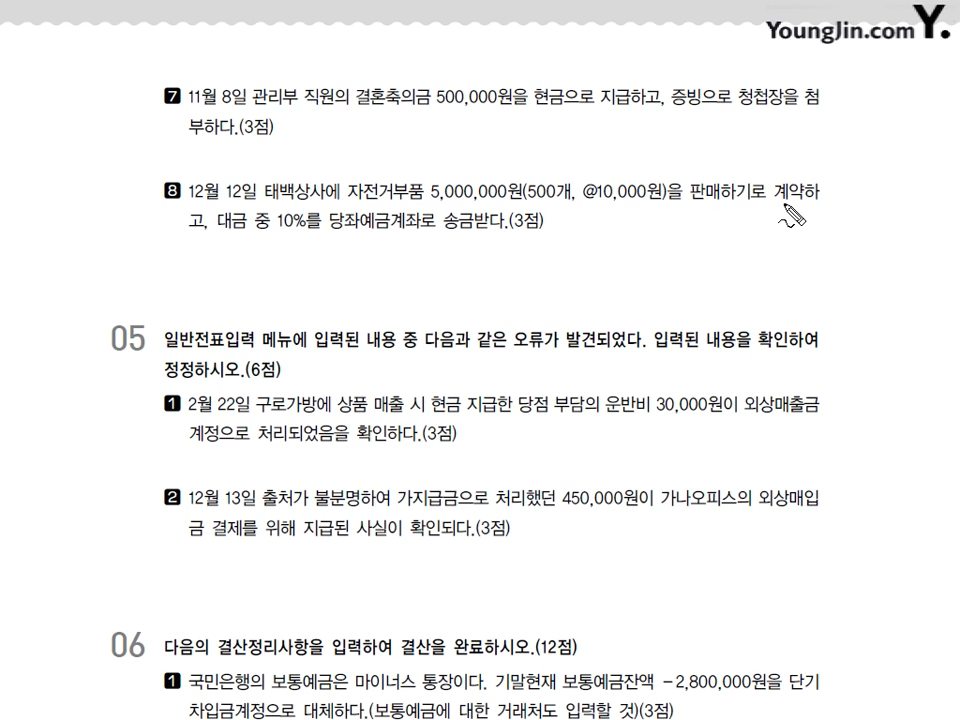 YoungJin.com Y.
7 11월 8일 관리부 직원의 결혼축의금 500,000원을 현금으로 지급하고, 증빙으로 청첩장을 첨
부하다.(3점)
8 12월 12일 태백상사에 자전거부품 5,000,000원(500개, @10,000원)을 판매하기로 계약하
고, 대금 중 10%를 당좌예금계좌로 송금받다.(3점)
05 일반전표입력 메뉴에 입력된 내용 중 다음과 같은 오류가 발견되었다. 입력된 내용을 확인하여
정정하시오.(6점)
1 2월 22일 구로가방에 상품 매출 시 현금 지급한 당점 부담의 운반비 30,000원이 외상매출금
계정으로 처리되었음을 확인하다.(3점)
2 12월 13일 출처가 불분명하여 가지급금으로 처리했던 450,000원이 가나오피스의 외상매입
금 결제를 위해 지급된 사실이 확인되다.(3점)
06 다음의 결산정리사항을 입력하여 결산을 완료하시오.(12점)
1 국민은행의 보통예금은 마이너스 통장이다. 기말현재 보통예금잔액 -2,800,000원을 단기
차입금계정으로 대체하다.(보통예금에 대한 거래처도 입력할 것)(3점)